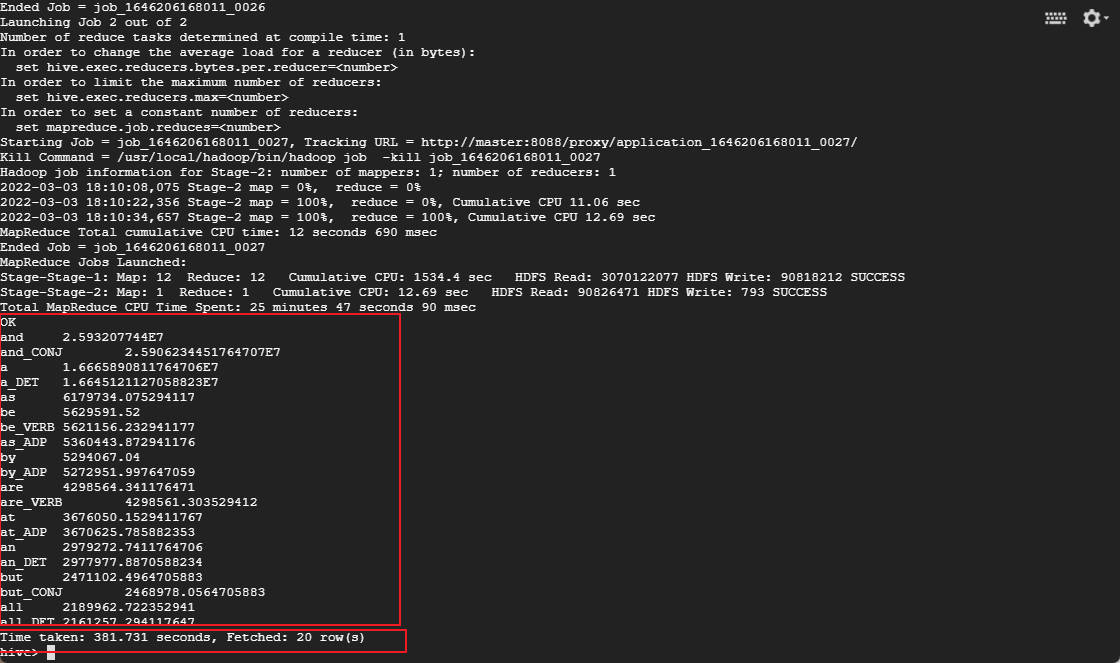 Ended Job = job_1646206168011_0026
Launching Job 2 out of 2
Number of reduce tasks determined at compile time: 1
In order to change the average load for a reducer (in bytes):
  set hive.exec.reducers.bytes.per.reducer=<number>
In order to limit the maximum number of reducers:
  set hive.exec.reducers.max=<number>
In order to set a constant number of reducers:
  set mapreduce.job.reduces=<number>
Starting Job = job_1646206168011_0027, Tracking URL = http://master:8088/proxy/application_1646206168011_0027/
Kill Command = /usr/local/hadoop/bin/hadoop job  -kill job_1646206168011_0027
Hadoop job information for Stage-2: number of mappers: 1; number of reducers: 1
2022-03-03 18:10:08,075 Stage-2 map = 0%,  reduce = 0%
2022-03-03 18:10:22,356 Stage-2 map = 100%,  reduce = 0%, Cumulative CPU 11.06 sec
2022-03-03 18:10:34,657 Stage-2 map = 100%,  reduce = 100%, Cumulative CPU 12.69 sec
MapReduce Total cumulative CPU time: 12 seconds 690 msec
Ended Job = job_1646206168011_0027
MapReduce Jobs Launched:
Stage-Stage-1: Map: 12  Reduce: 12   Cumulative CPU: 1534.4 sec   HDFS Read: 3070122077 HDFS Write: 90818212 SUCCESS
Stage-Stage-2: Map: 1  Reduce: 1   Cumulative CPU: 12.69 sec   HDFS Read: 90826471 HDFS Write: 793 SUCCESS
Total MapReduce CPU Time Spent: 25 minutes 47 seconds 90 msec
OK
and     2.593207744E7
and_CONJ        2.5906234451764707E7
a       1.6665890811764706E7
a_DET   1.6645121127058823E7
as      6179734.075294117
be      5629591.52
be_VERB 5621156.232941177
as_ADP  5360443.872941176
by      5294067.04
by_ADP  5272951.997647059
are     4298564.341176471
are_VERB        4298561.303529412
at      3676050.1529411767
at_ADP  3670625.785882353
an      2979272.7411764706
an_DET  2977977.8870588234
but     2471102.4964705883
but_CONJ        2468978.0564705883
all     2189962.722352941
all_DET 2161257.294117647
Time taken: 381.731 seconds, Fetched: 20 row(s)
hive>